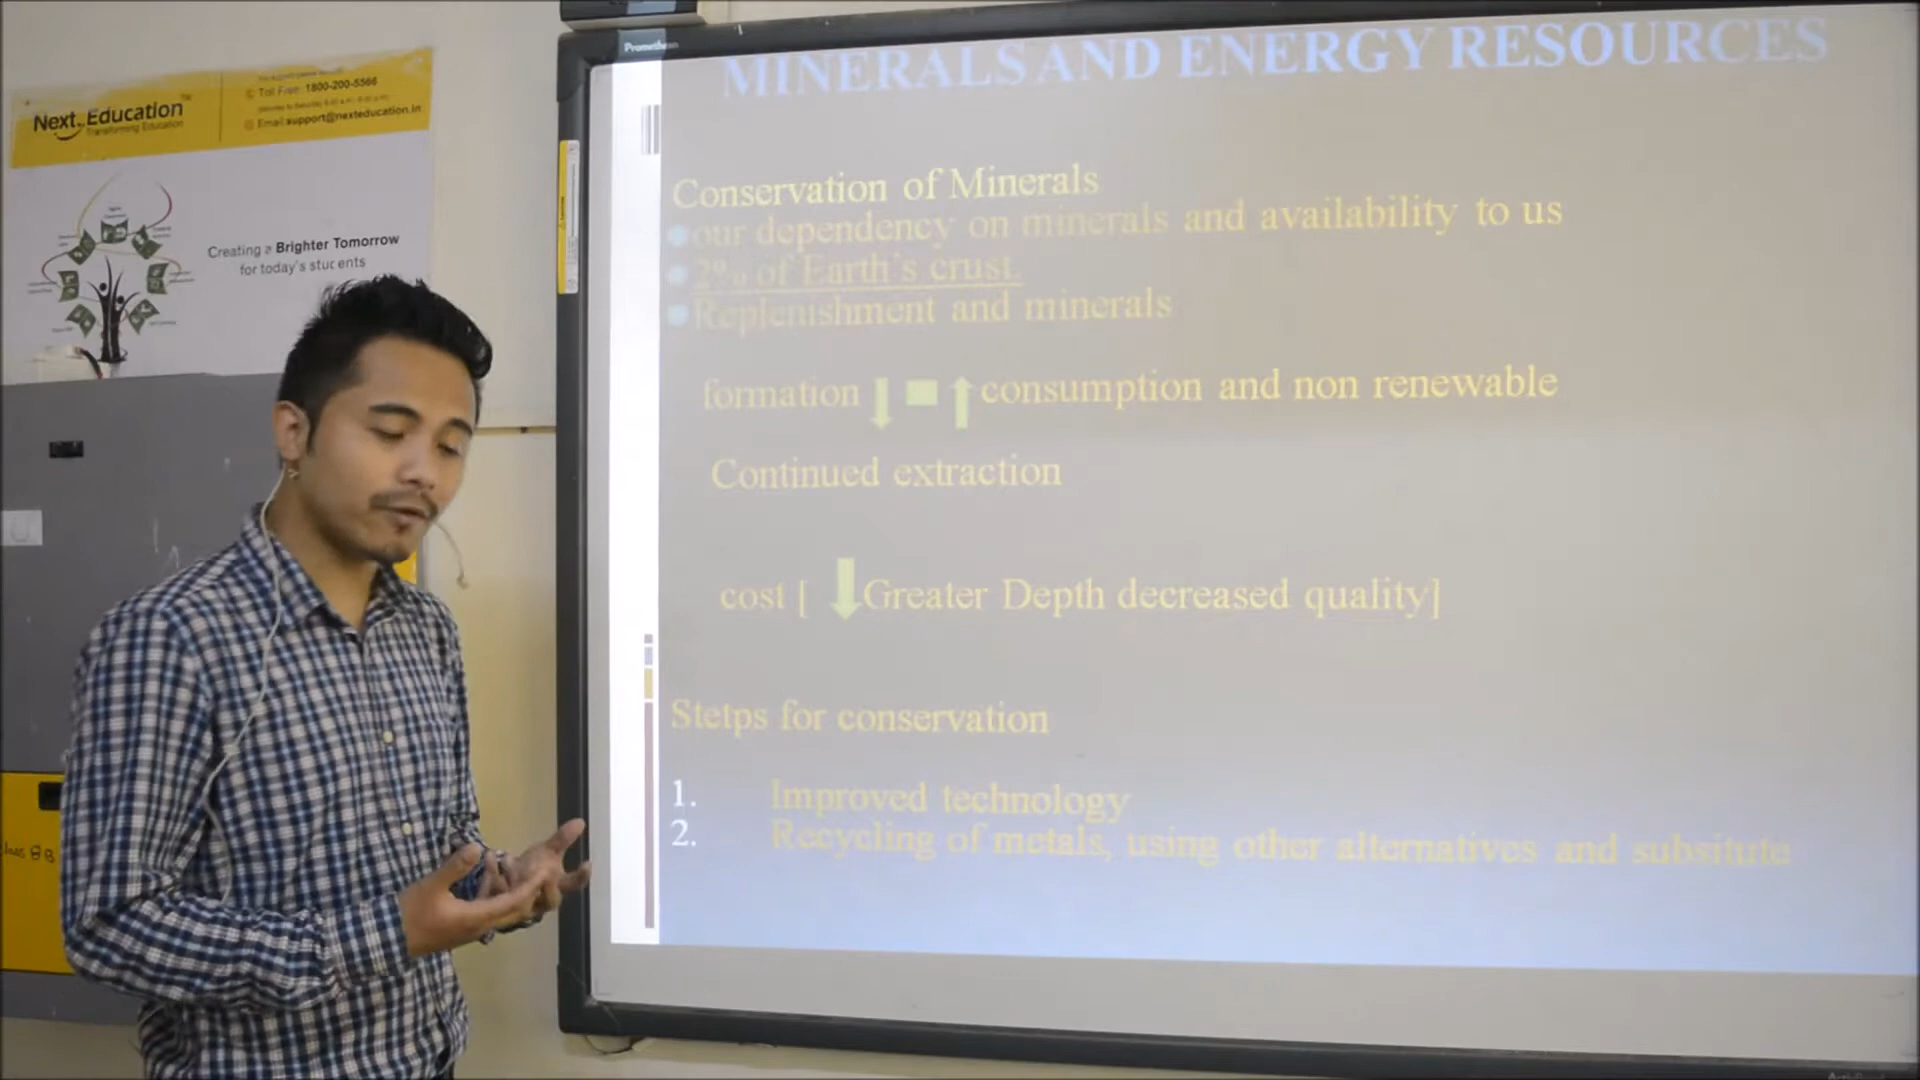 Promethean
MINERALS AND ENERGY RESOURCES
Next Education
Transforming Education
Toll Free: 1800-200-5566
Email:support@nexteducation.in
Creating a Brighter Tomorrow
for today's students
Conservation of Minerals
our dependency on minerals and availability to us
2% of Earth's crust.
Replenishment and minerals
formation consumption and non renewable
Continued extraction
cost [ Greater Depth decreased quality]
Stetps for conservation
1. Improved technology
2. Recycling of metals, using other alternatives and subsitute